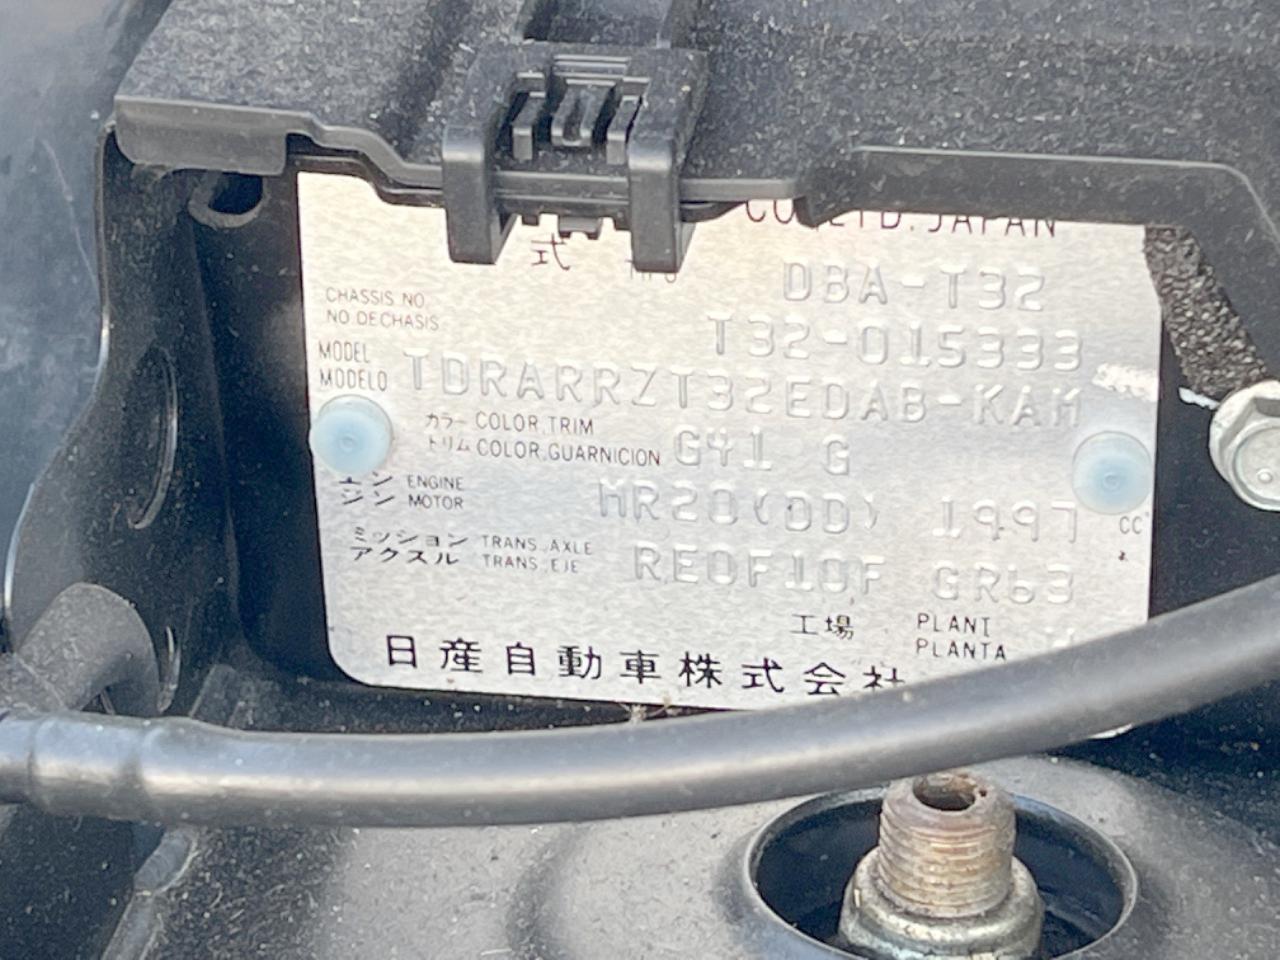 CO., LTD. JAPAN
式 DBA-T32
CHASSIS NO.
NO DE CHASIS T32-015333
MODEL
MODELO TDRARRZT32EDAB-KAM
カラー COLOR, TRIM
トリム COLOR, GUARNICION G41 G
エンジン ENGINE
MOTOR MR20(DD) 1997 CC
ミッション TRANS. AXLE
アクスル TRANS. EJE RE0F10F GR63
工場 PLANT
PLANTA
日産自動車株式会社